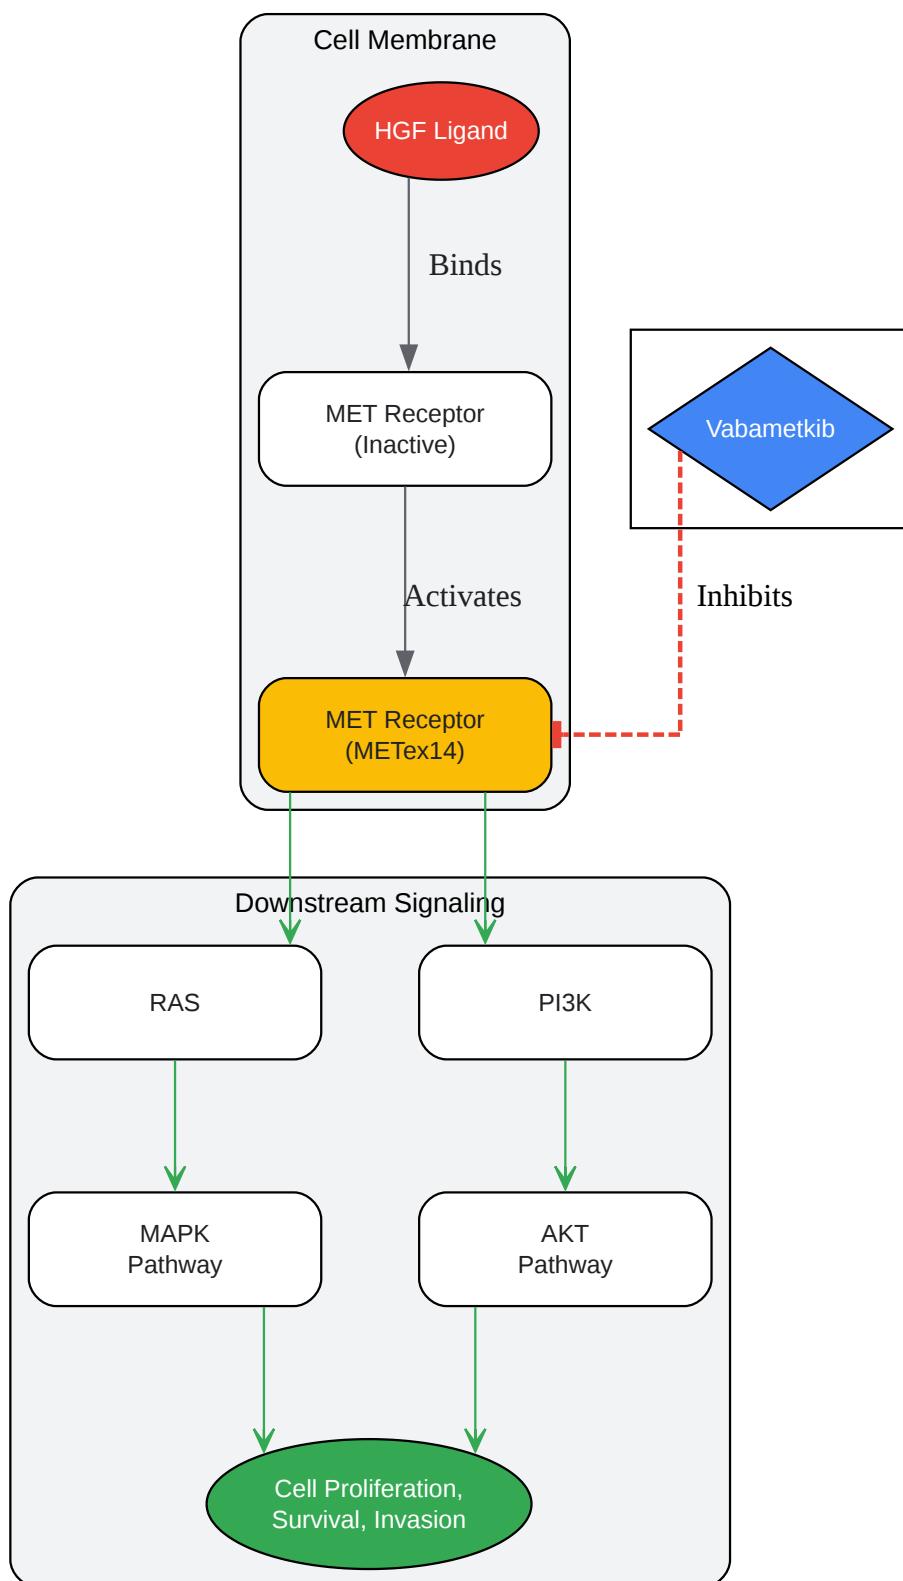 Cell Membrane
HGF Ligand
Binds
MET Receptor
(Inactive)
Vabametkib
Activates
Inhibits
MET Receptor
(METex14)
Downstream Signaling
RAS
PI3K
MAPK
Pathway
AKT
Pathway
Cell Proliferation,
Survival, Invasion